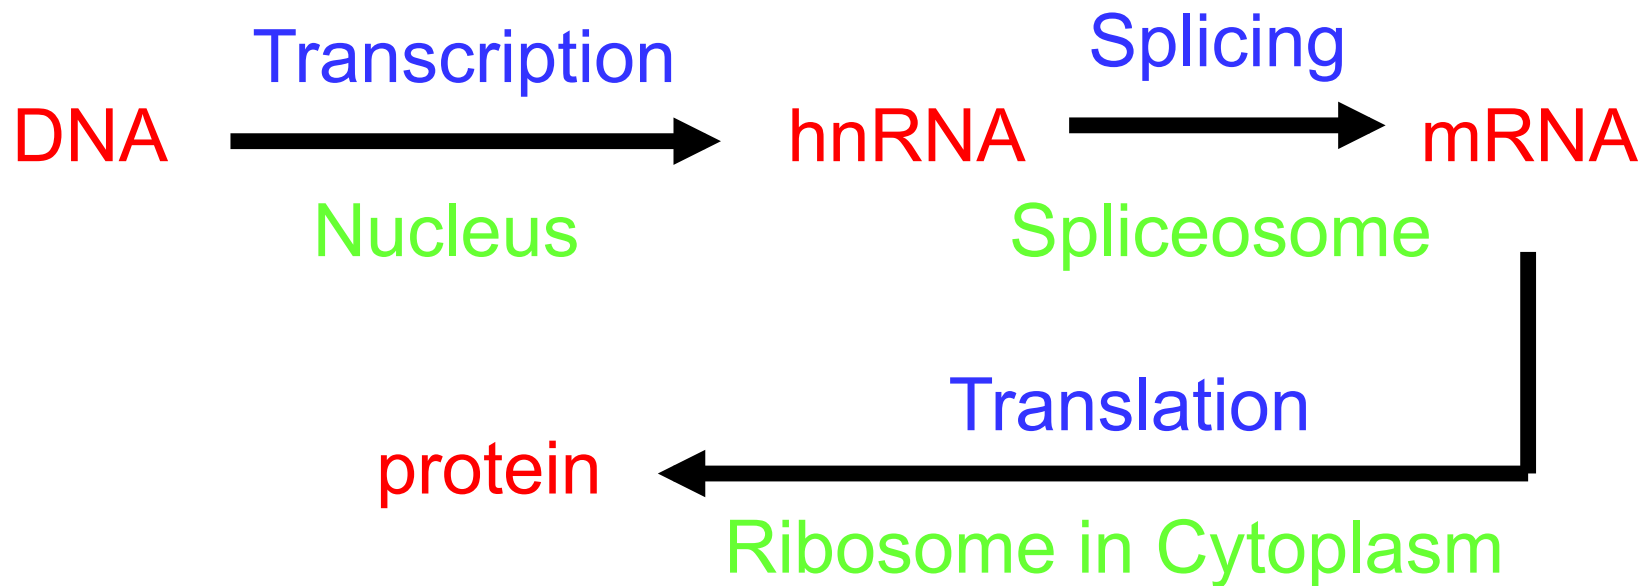 Transcription
Splicing
DNA
hnRNA
mRNA
Nucleus
Spliceosome
Translation
protein
Ribosome in Cytoplasm